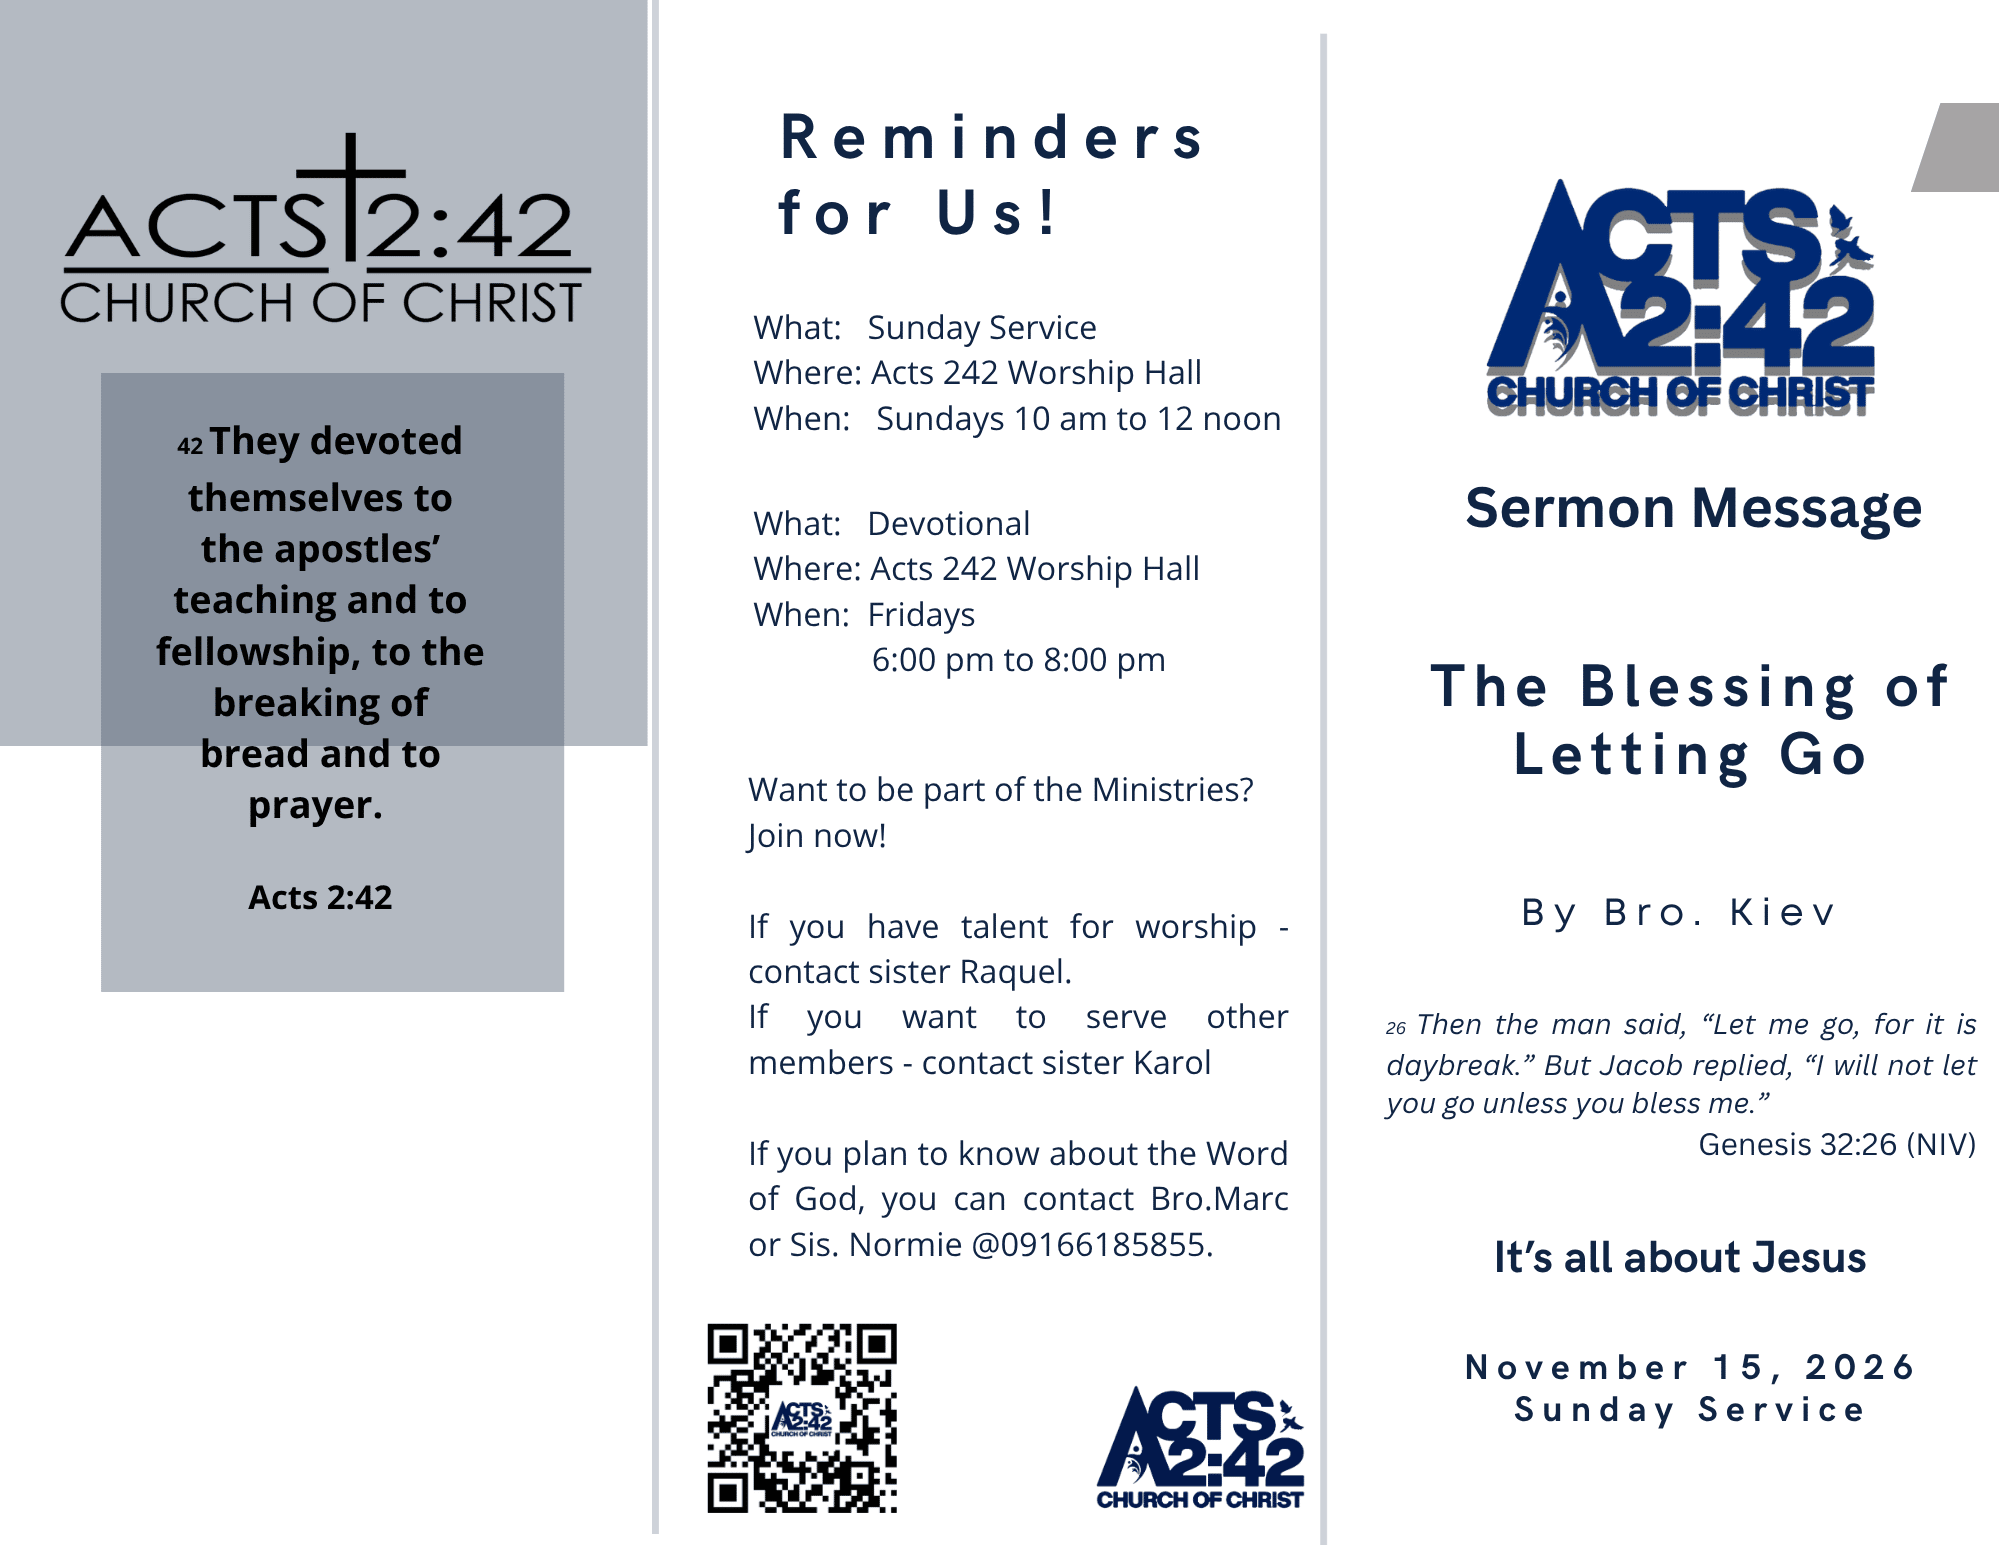 ACTS 2:42
CHURCH OF CHRIST
42 They devoted
themselves to
the apostles’
teaching and to
fellowship, to the
breaking of
bread and to
prayer.
Acts 2:42
Reminders
for Us!
What: Sunday Service
Where: Acts 242 Worship Hall
When: Sundays 10 am to 12 noon
What: Devotional
Where: Acts 242 Worship Hall
When: Fridays
6:00 pm to 8:00 pm
Want to be part of the Ministries?
Join now!
If you have talent for worship -
contact sister Raquel.
If you want to serve other
members - contact sister Karol
If you plan to know about the Word
of God, you can contact Bro.Marc
or Sis. Normie @09166185855.
ACTS
2:42
CHURCH OF CHRIST
ACTS
2:42
CHURCH OF CHRIST
ACTS
2:42
CHURCH OF CHRIST
Sermon Message
The Blessing of
Letting Go
By Bro. Kiev
26 Then the man said, “Let me go, for it is
daybreak.” But Jacob replied, “I will not let
you go unless you bless me.”
Genesis 32:26 (NIV)
It’s all about Jesus
November 15, 2026
Sunday Service